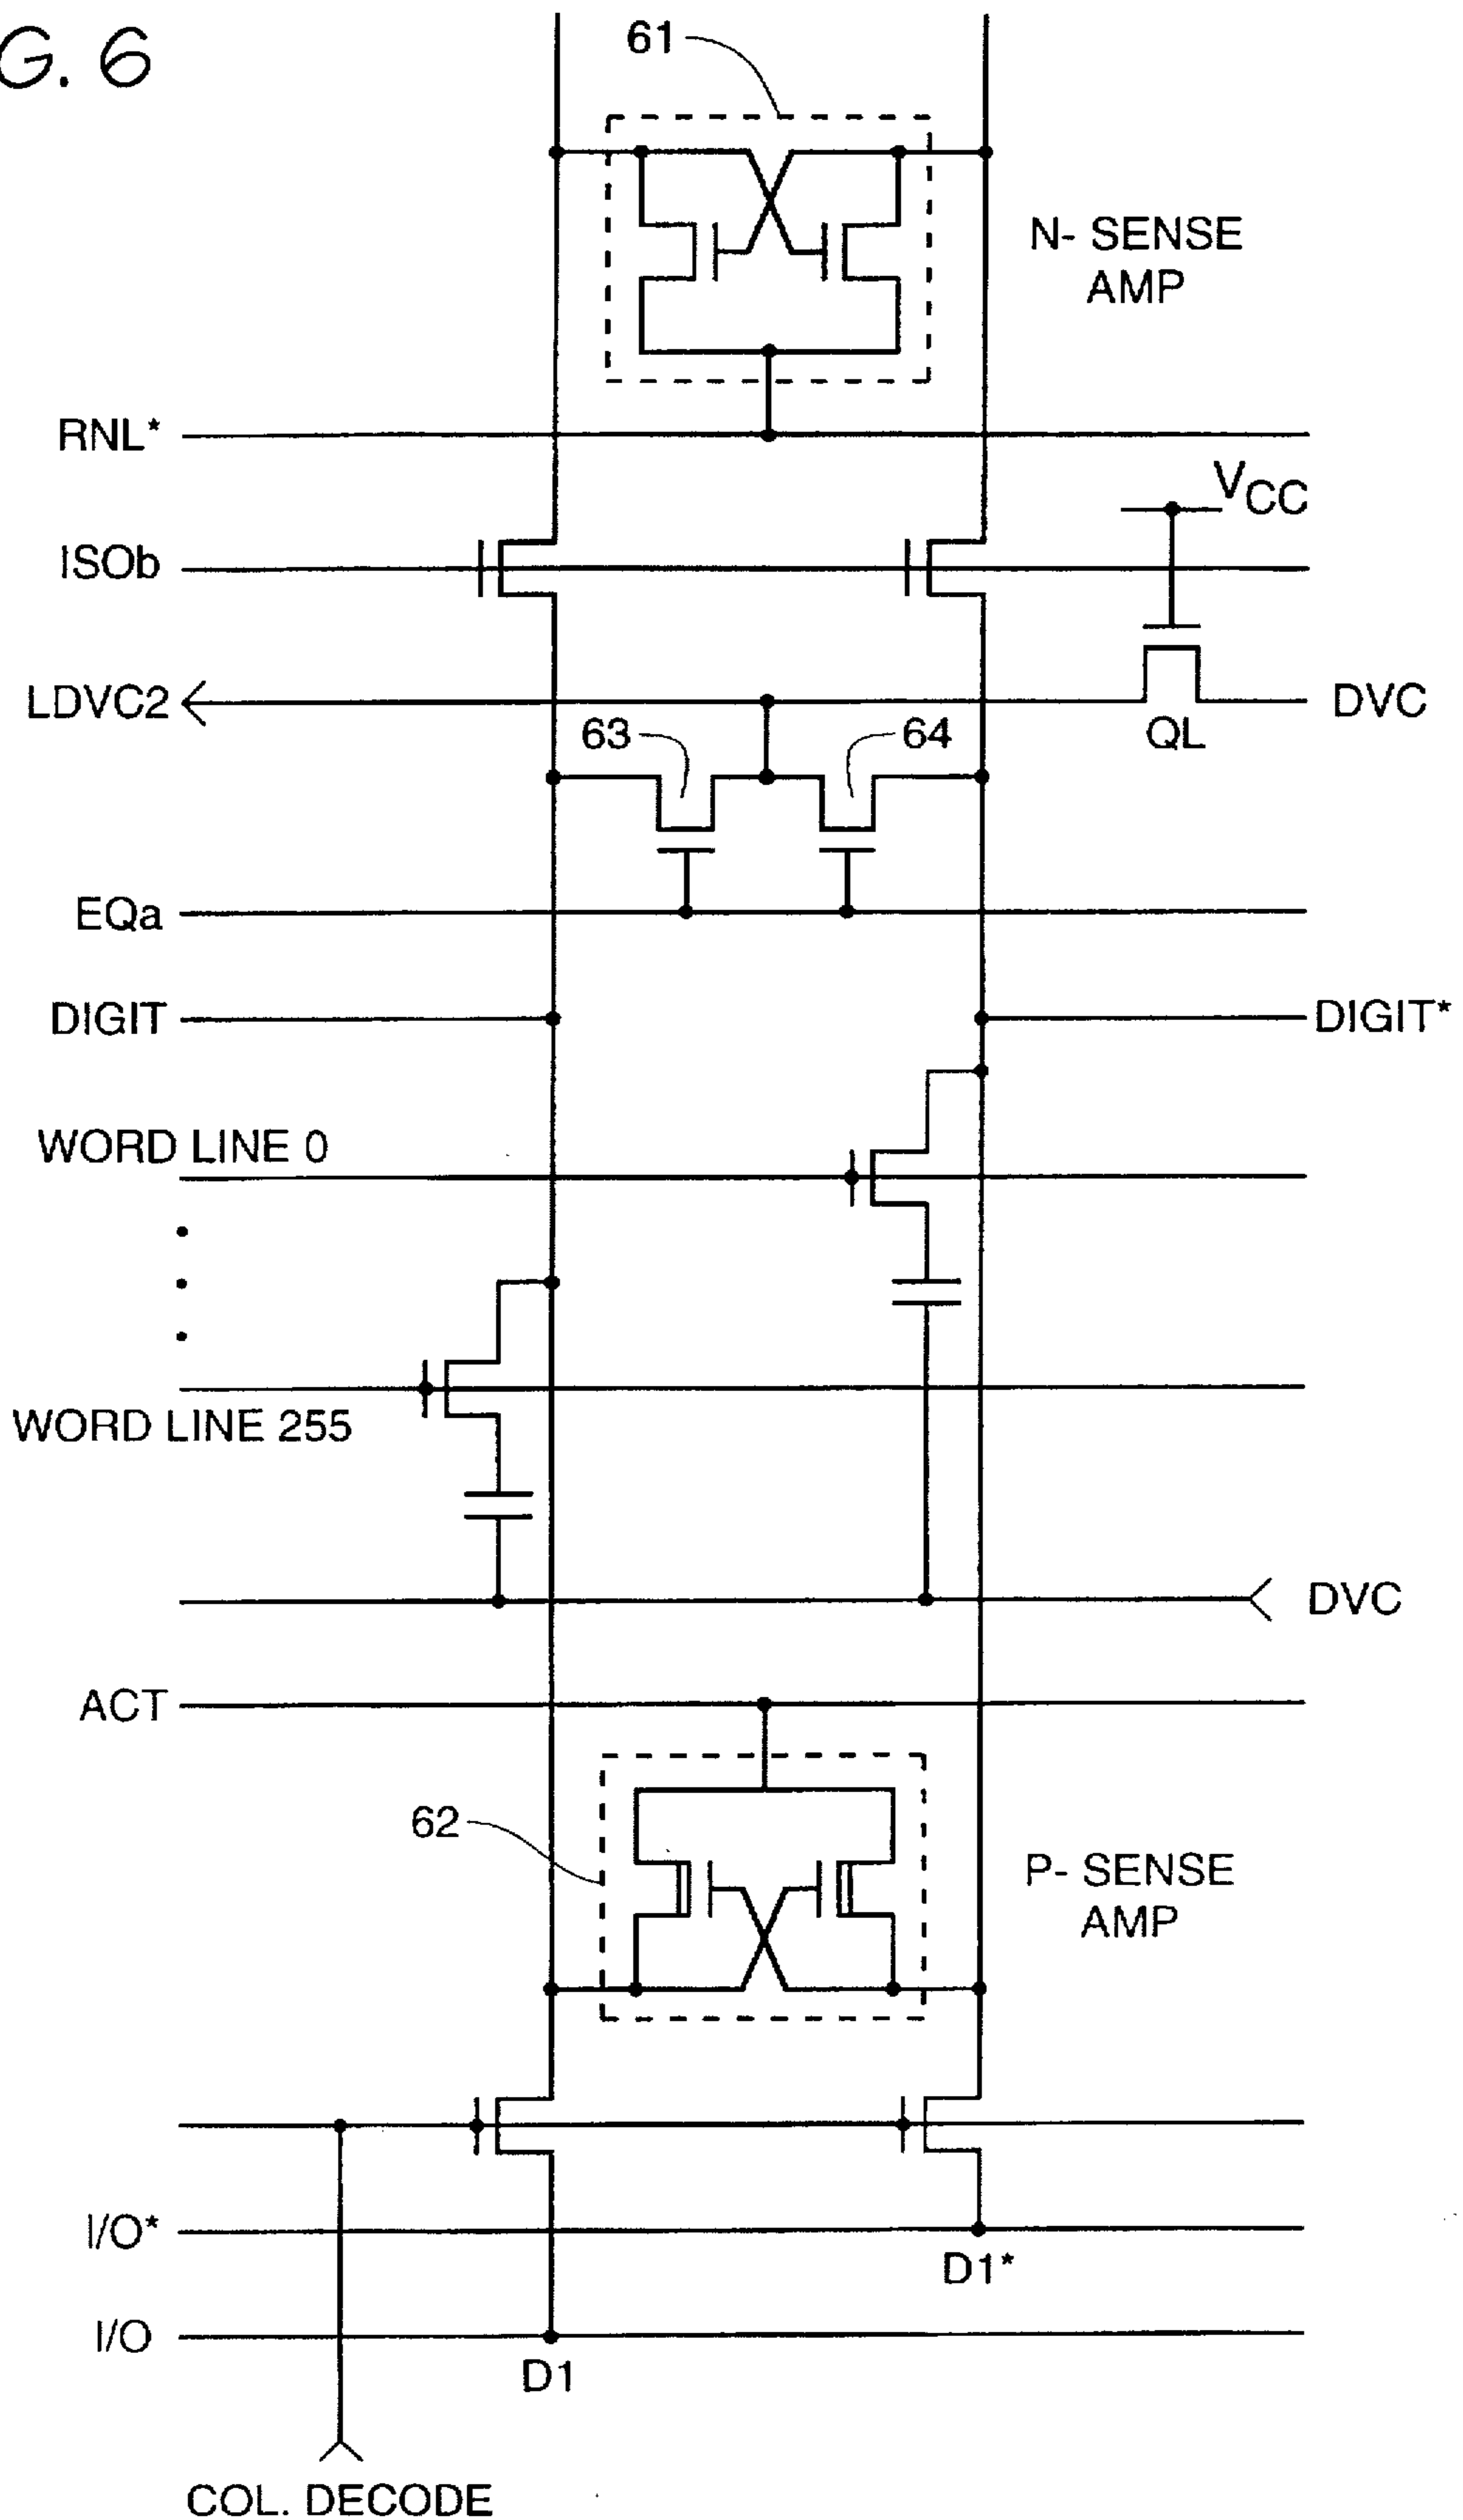 G. 6
61
N- SENSE
AMP
RNL*
VCC
ISOb
LDVC2
DVC
QL
63
64
EQa
DIGIT
DIGIT*
WORD LINE 0
WORD LINE 255
DVC
ACT
62
P- SENSE
AMP
I/O*
D1*
I/O
D1
COL. DECODE